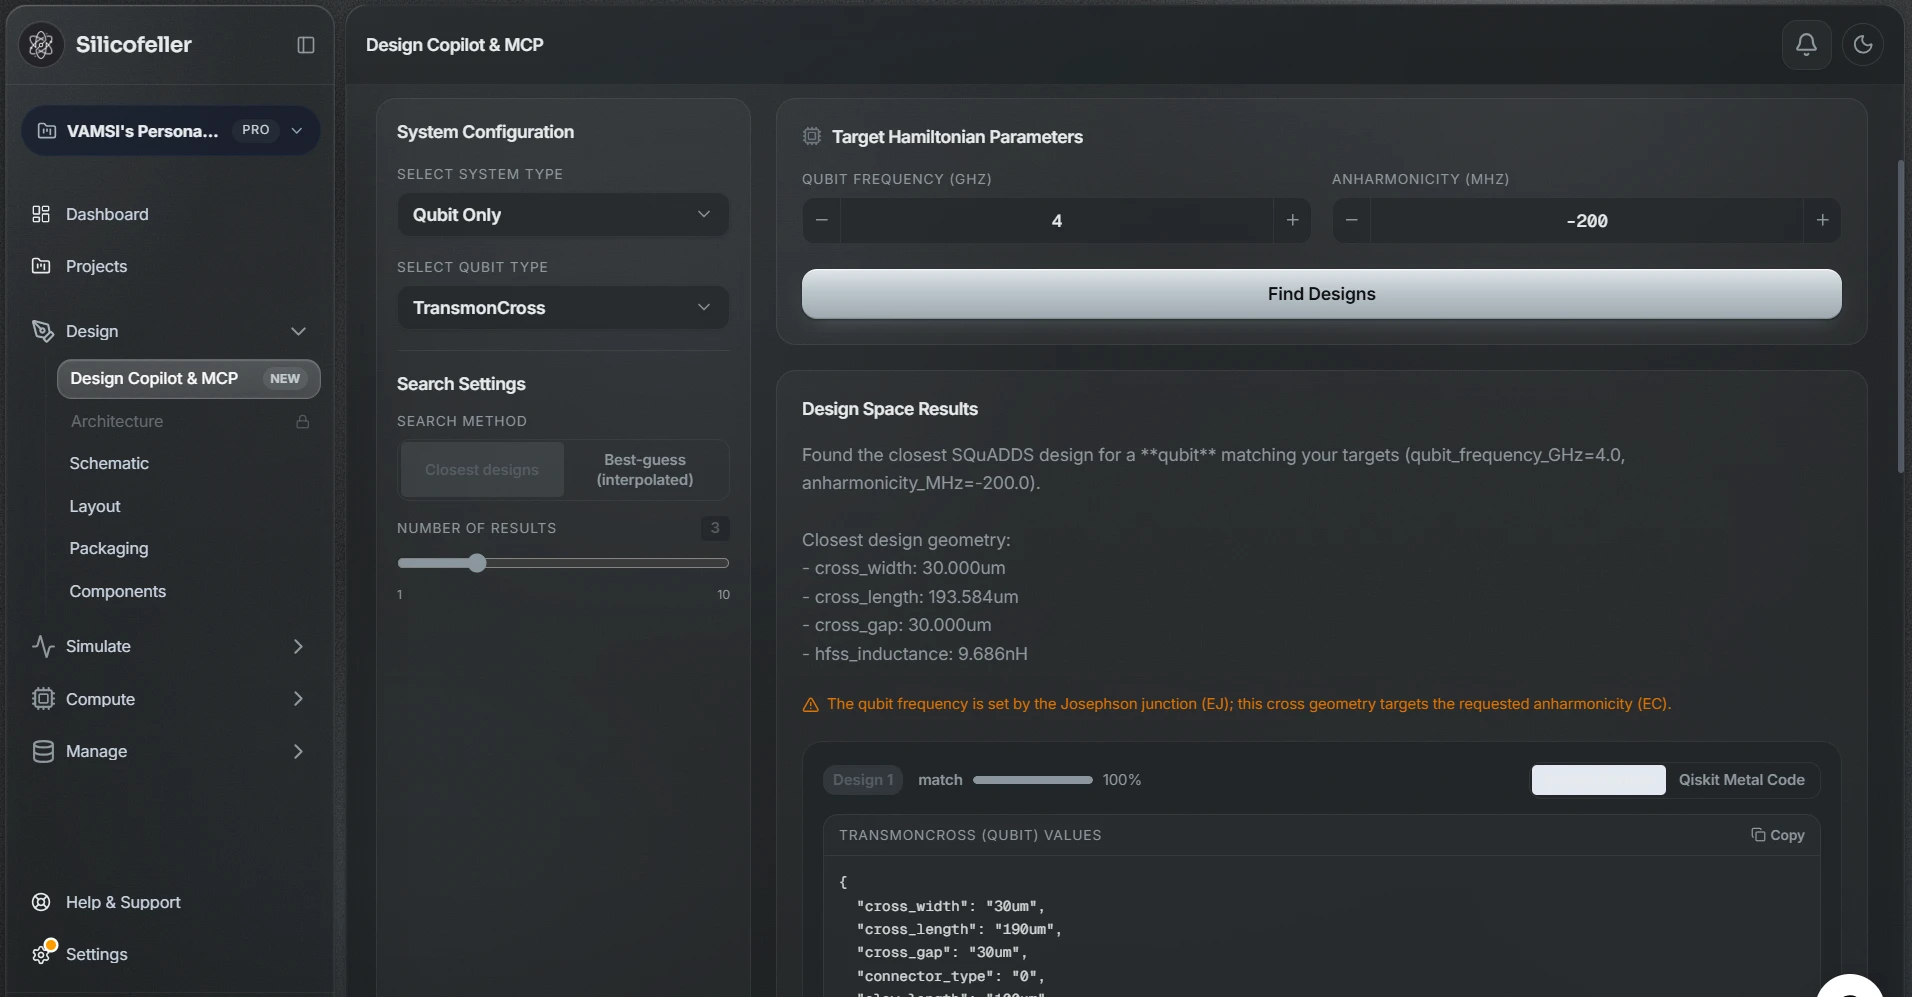 Silicofeller
Design Copilot & MCP
VAMSI's Persona... PRO
Dashboard
Projects
Design
Design Copilot & MCP NEW
Architecture
Schematic
Layout
Packaging
Components
Simulate
Compute
Manage
Help & Support
Settings
System Configuration
SELECT SYSTEM TYPE
Qubit Only
SELECT QUBIT TYPE
TransmonCross
Search Settings
SEARCH METHOD
Closest designs
Best-guess
(interpolated)
NUMBER OF RESULTS 3
1 10
Target Hamiltonian Parameters
QUBIT FREQUENCY (GHZ) ANHARMONICITY (MHZ)
− 4 + − -200 +
Find Designs
Design Space Results
Found the closest SQuADDS design for a **qubit** matching your targets (qubit_frequency_GHz=4.0,
anharmonicity_MHz=-200.0).
Closest design geometry:
- cross_width: 30.000um
- cross_length: 193.584um
- cross_gap: 30.000um
- hfss_inductance: 9.686nH
The qubit frequency is set by the Josephson junction (EJ); this cross geometry targets the requested anharmonicity (EC).
Design 1 match 100% Qiskit Metal Code
TRANSMONCROSS (QUBIT) VALUES Copy
{
"cross_width": "30um",
"cross_length": "190um",
"cross_gap": "30um",
"connector_type": "0",